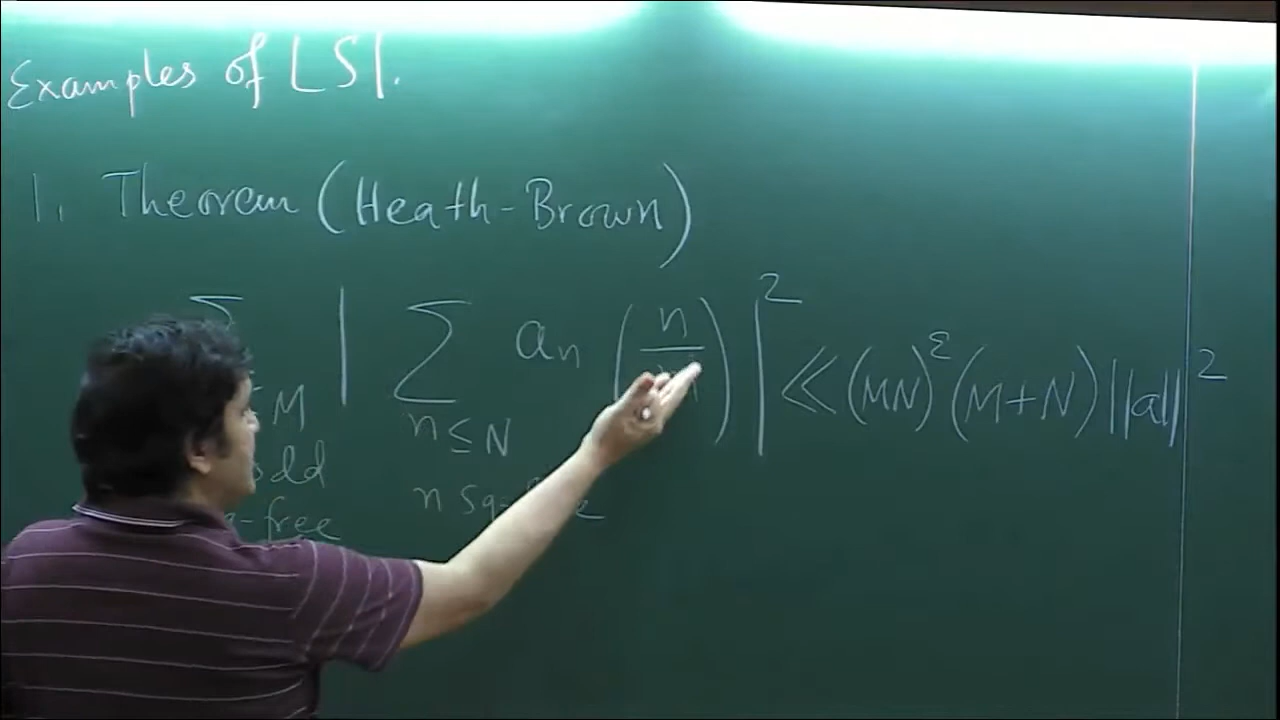 Examples of LSI.
1. Theorem (Heath-Brown)
Σ | Σ aₙ (n/m) |² ≪ (MN)^ε (M+N) ||a||²
≤ M n ≤ N
odd
-free n sq-